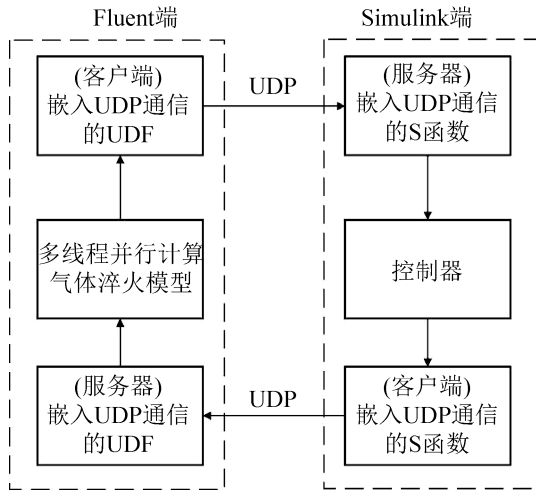 Fluent端
Simulink端
(客户端)
嵌入UDP通信
的UDF
UDP
(服务器)
嵌入UDP通信
的S函数
多线程并行计算
气体淬火模型
控制器
(服务器)
嵌入UDP通信
的UDF
UDP
(客户端)
嵌入UDP通信
的S函数